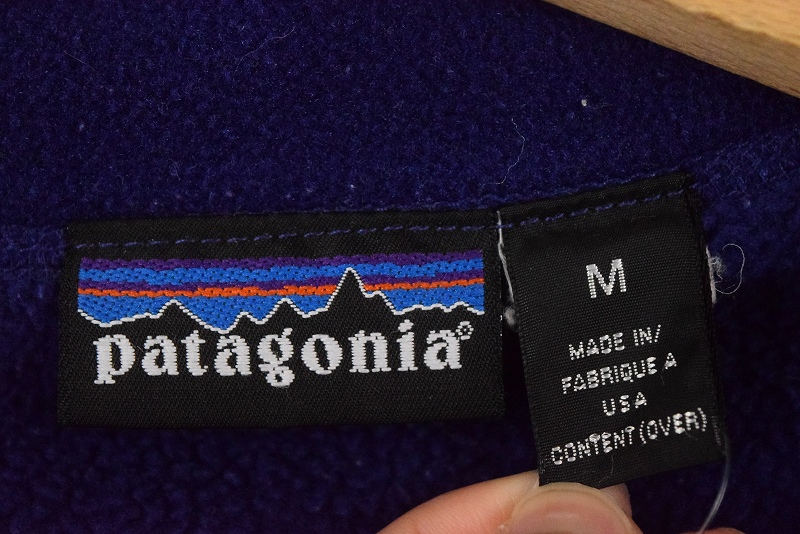 patagonia®
M
MADE IN/
FABRIQUE A
USA
CONTENT (OVER)